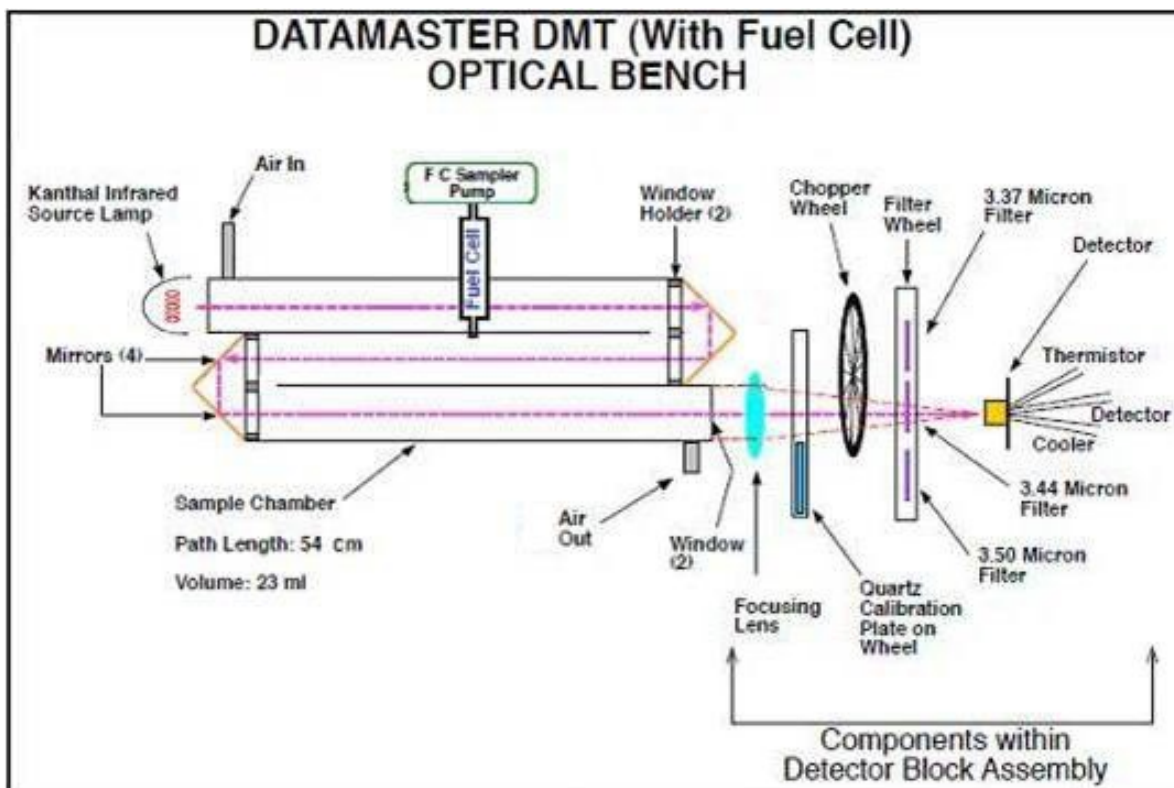 DATAMASTER DMT (With Fuel Cell)
OPTICAL BENCH
Air In
Kanthal Infrared
Source Lamp
F C Sampler
Pump
Fuel Cell
Window
Holder (2)
Chopper
Wheel
Filter
Wheel
3.37 Micron
Filter
Detector
Mirrors (4)
Thermistor
Detector
Cooler
Sample Chamber
Path Length: 54 cm
Volume: 23 ml
Air
Out
Window
(2)
Focusing
Lens
Quartz
Calibration
Plate on
Wheel
3.44 Micron
Filter
3.50 Micron
Filter
Components within
Detector Block Assembly